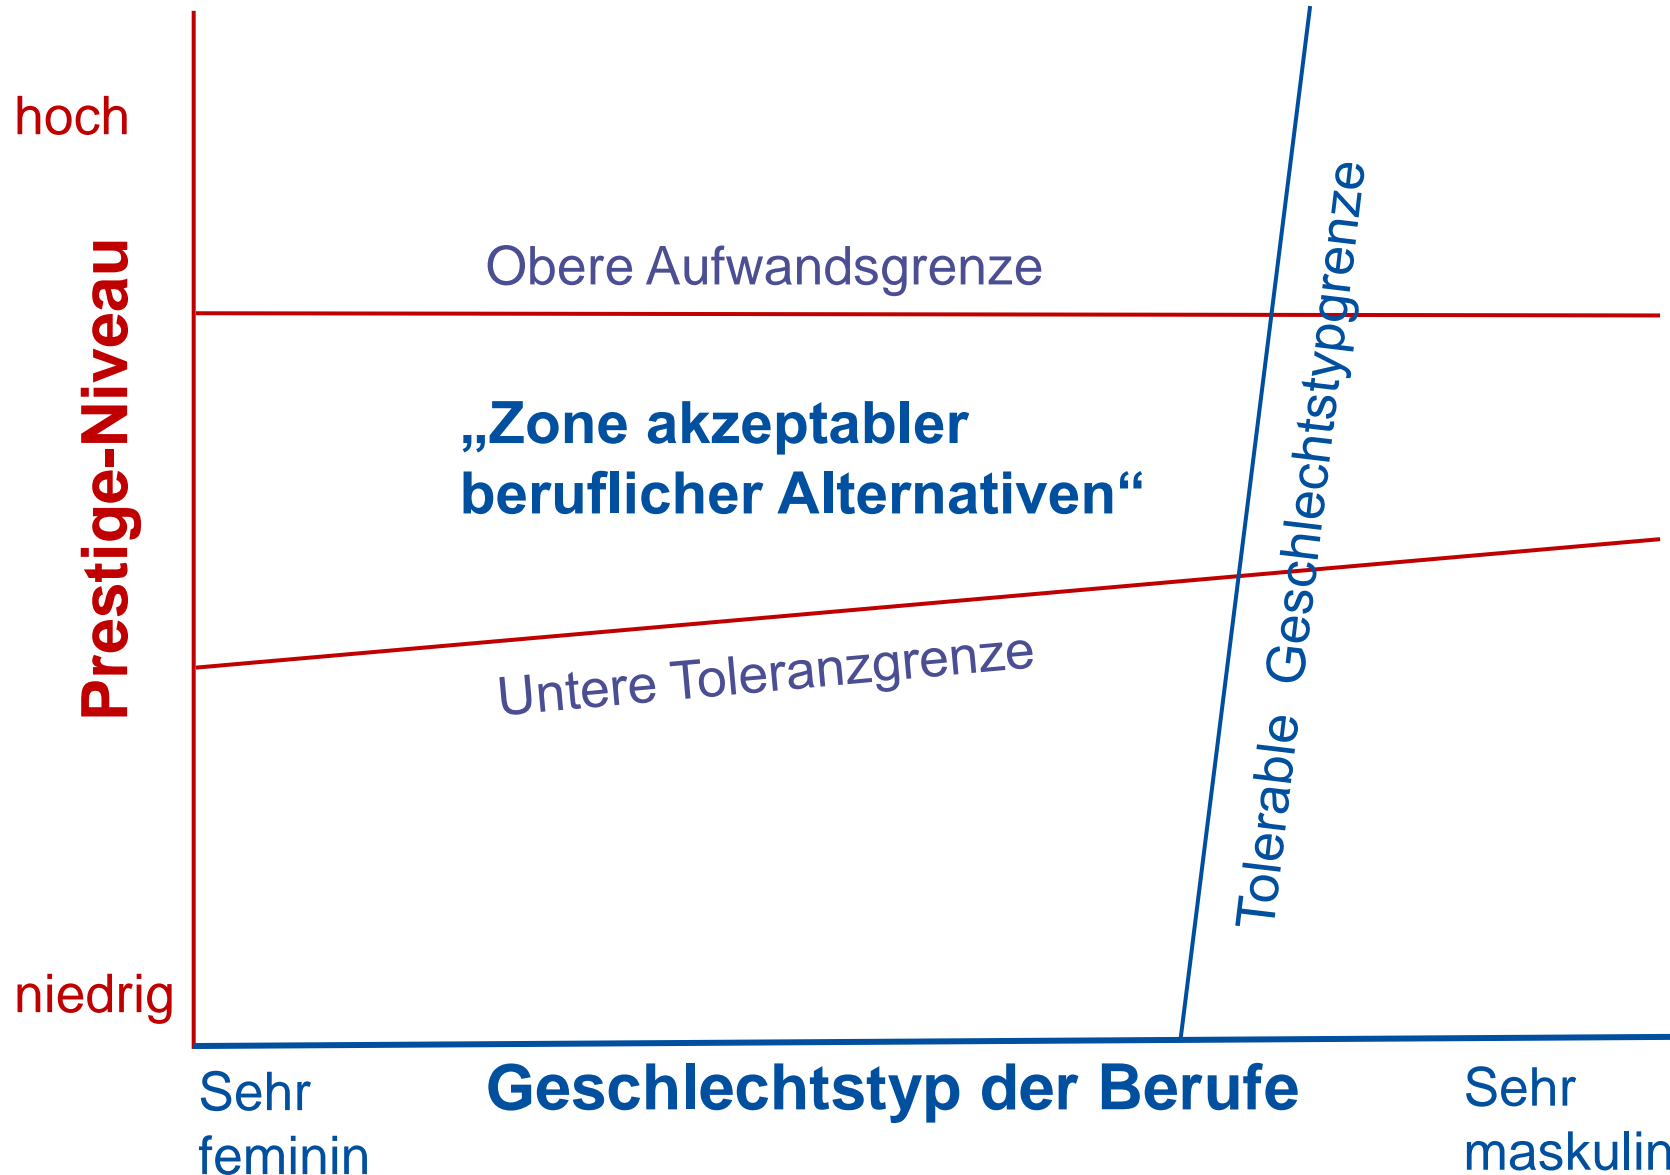 hoch
Prestige-Niveau
Obere Aufwandsgrenze
„Zone akzeptabler
beruflicher Alternativen“
Untere Toleranzgrenze
Tolerable Geschlechtstypgrenze
niedrig
Sehr
feminin
Geschlechtstyp der Berufe
Sehr
maskulin